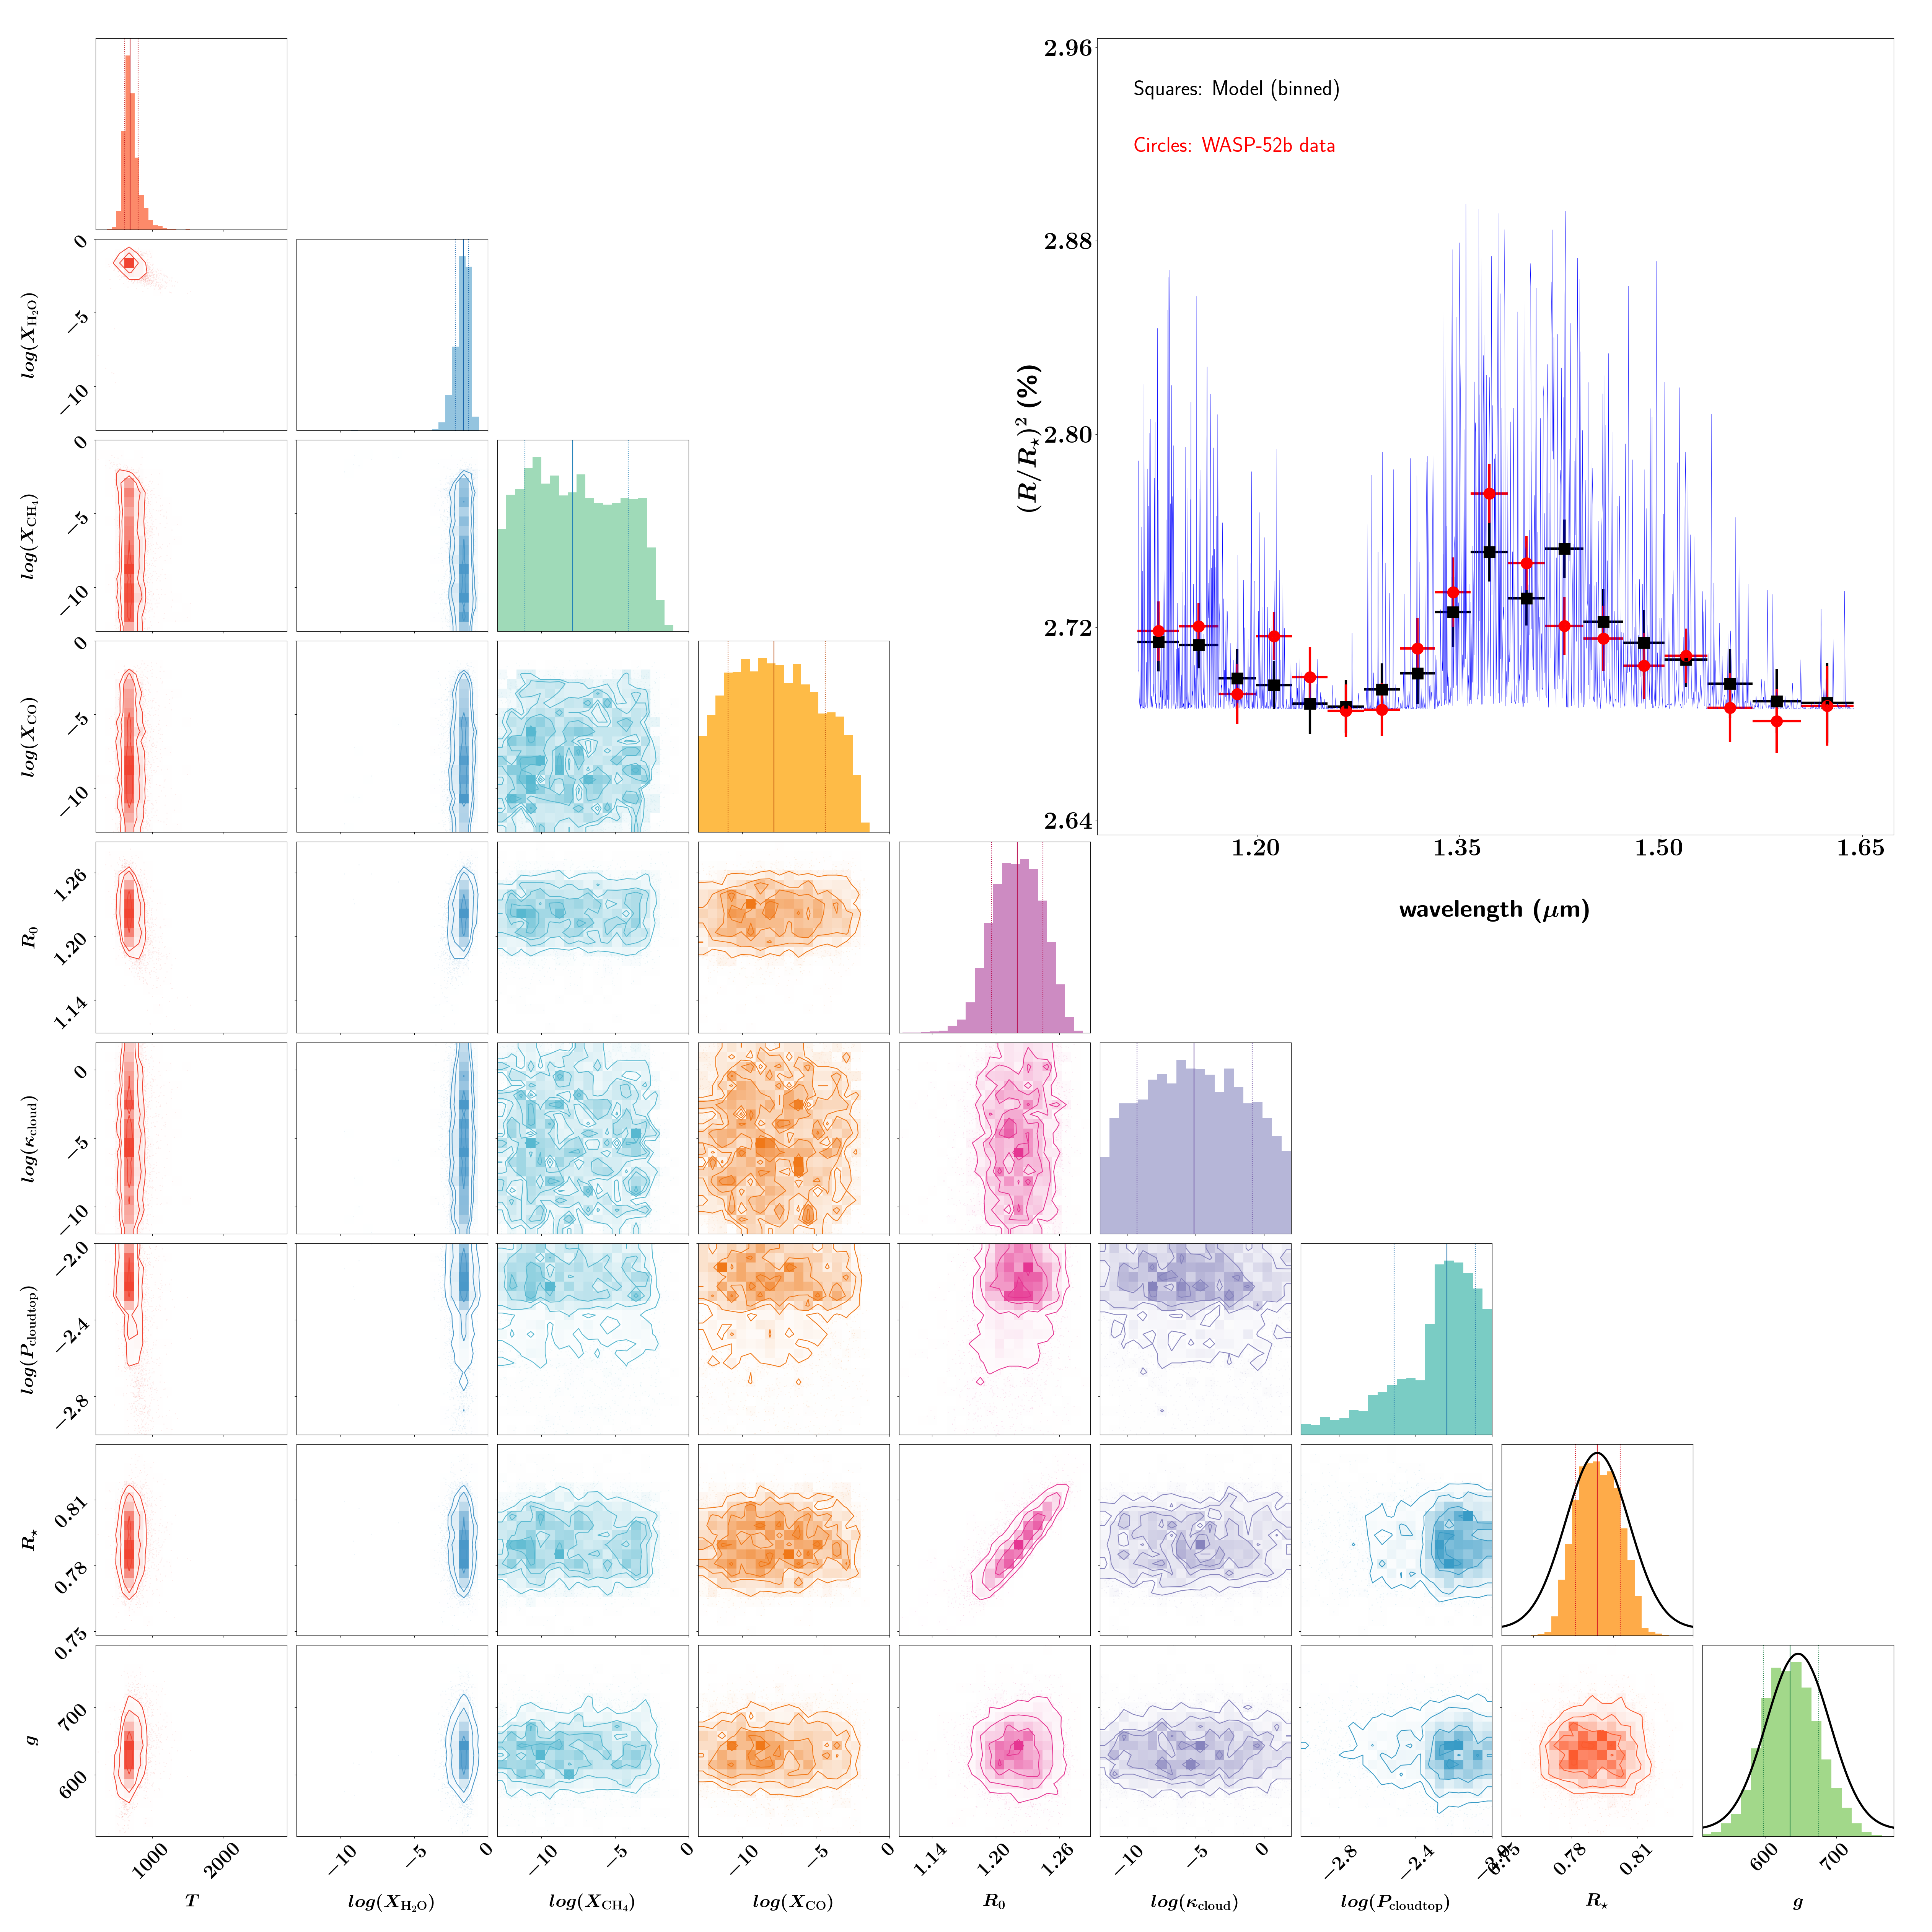 2.96
Squares: Model (binned)
Circles: WASP-52b data
2.88
2.80
2.72
2.64
(R/R⋆)² (%)
1.20 1.35 1.50 1.65
wavelength (μm)
0
−5
−10
log(X_H₂O)
0
−5
−10
log(X_CH₄)
0
−5
−10
log(X_CO)
1.26
1.20
1.14
R₀
0
−5
−10
log(κ_cloud)
−2.0
−2.4
−2.8
log(P_cloudtop)
0.81
0.78
0.75
R⋆
700
600
g
1000 2000 −10 −5 0 −10 −5 0 −10 −5 0 1.14 1.20 1.26 −10 −5 0 −2.8 −2.4 −2.0 0.75 0.78 0.81 600 700
T log(X_H₂O) log(X_CH₄) log(X_CO) R₀ log(κ_cloud) log(P_cloudtop) R⋆ g